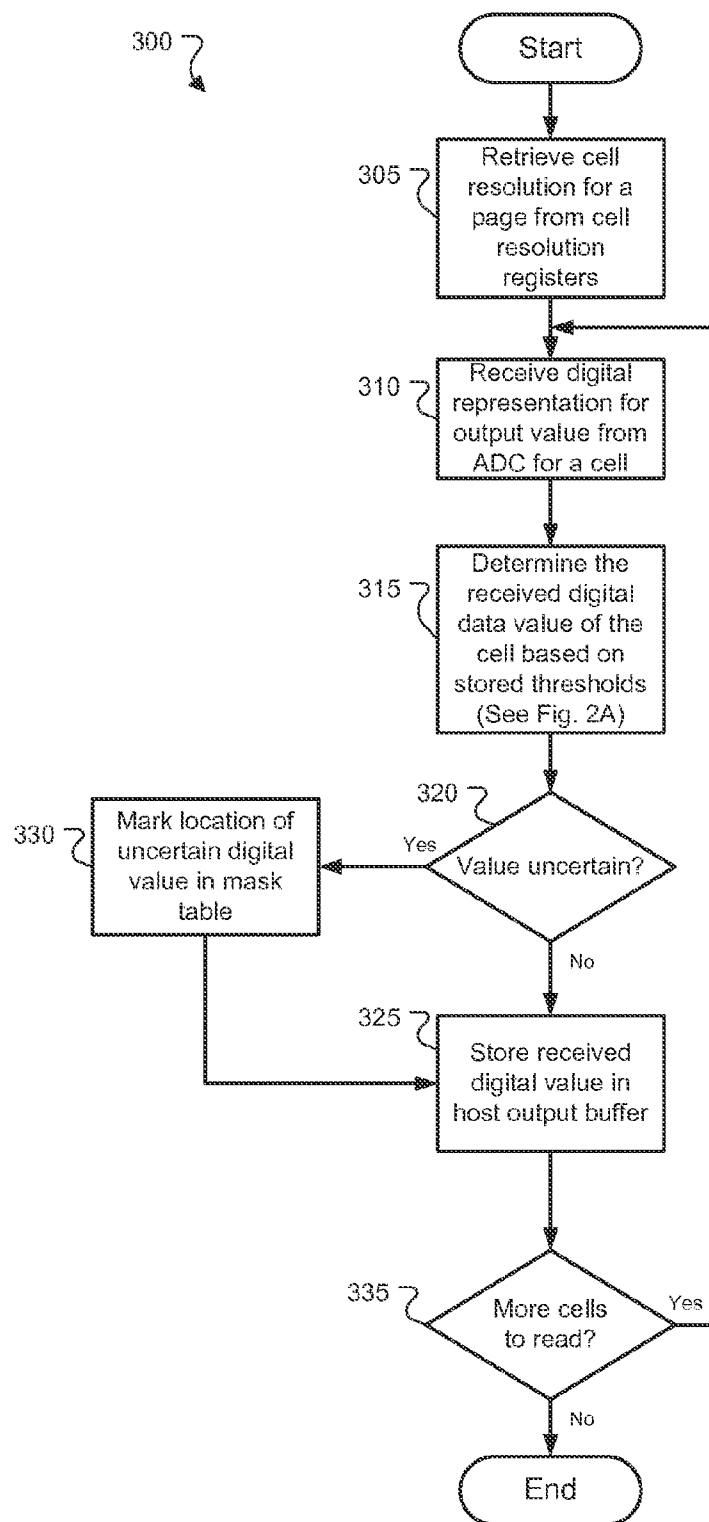 300
Start
305
Retrieve cell
resolution for a
page from cell
resolution
registers
310
Receive digital
representation for
output value from
ADC for a cell
315
Determine the
received digital
data value of the
cell based on
stored thresholds
(See Fig. 2A)
320
Value uncertain?
Yes
No
330
Mark location of
uncertain digital
value in mask
table
325
Store received
digital value in
host output buffer
335
More cells
to read?
Yes
No
End